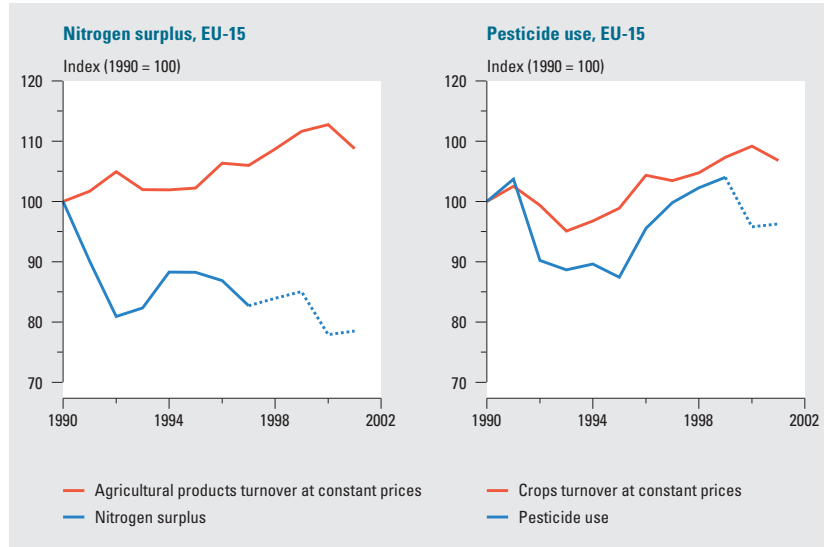 Nitrogen surplus, EU-15
Index (1990 = 100)
120
110
100
90
80
70
1990
1994
1998
2002
Agricultural products turnover at constant prices
Nitrogen surplus
Pesticide use, EU-15
Index (1990 = 100)
120
100
100
90
80
70
1990
1994
1998
2002
Crops turnover at constant prices
Pesticide use